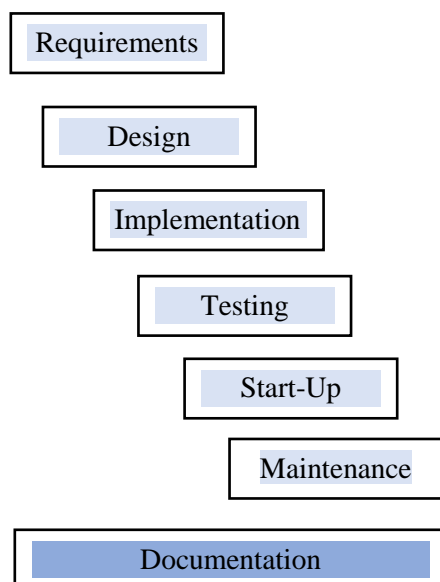 Requirements
Design
Implementation
Testing
Start-Up
Maintenance
Documentation